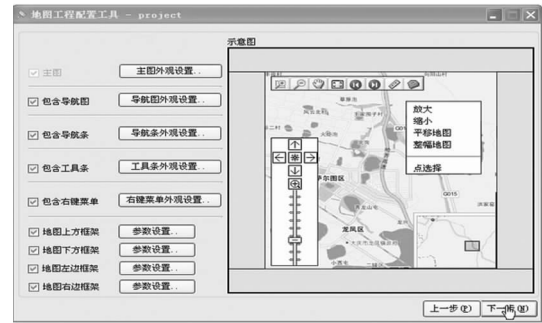 地图工程配置工具 - project
示意图
主图
主图外观设置..
包含导航图
导航图外观设置..
包含导航条
导航条外观设置..
包含工具条
工具条外观设置..
包含右键菜单
右键菜单外观设置..
地图上方框架
参数设置..
地图下方框架
参数设置..
地图左边框架
参数设置..
地图右边框架
参数设置..
放大
缩小
平移地图
整幅地图
点选择
G015
龙凤区
上一步(P)
下一步(N)